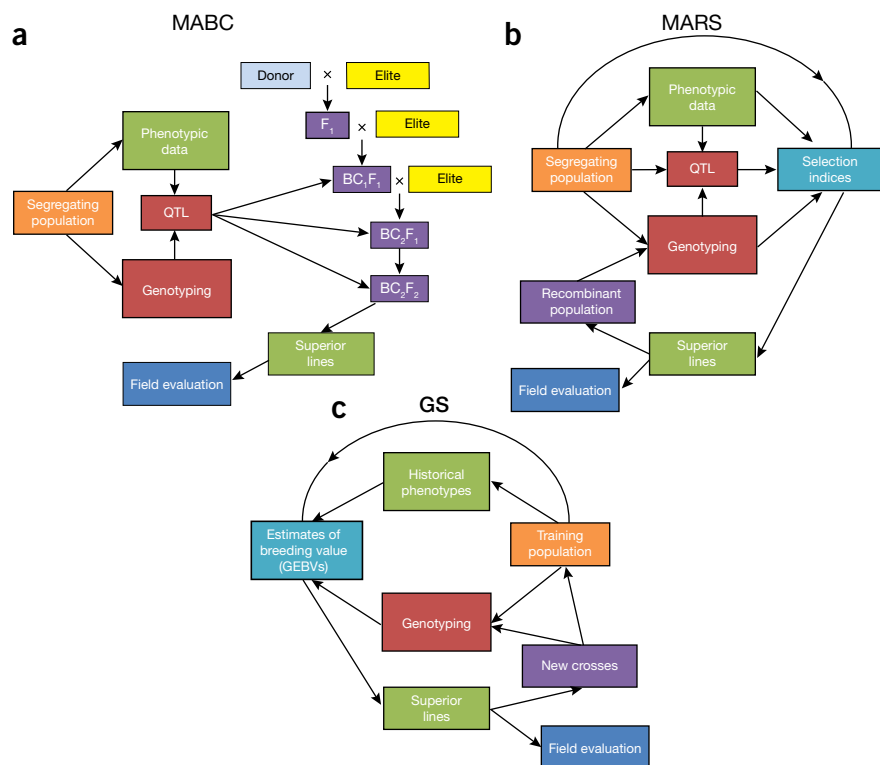 a
MABC
Donor × Elite
F1 × Elite
BC1F1 × Elite
BC2F1
BC2F2
Phenotypic
data
Segregating
population
QTL
Genotyping
Superior
lines
Field evaluation
b
MARS
Phenotypic
data
Segregating
population
QTL
Selection
indices
Genotyping
Recombinant
population
Superior
lines
Field evaluation
c
GS
Historical
phenotypes
Estimates of
breeding value
(GEBVs)
Training
population
Genotyping
New crosses
Superior
lines
Field evaluation